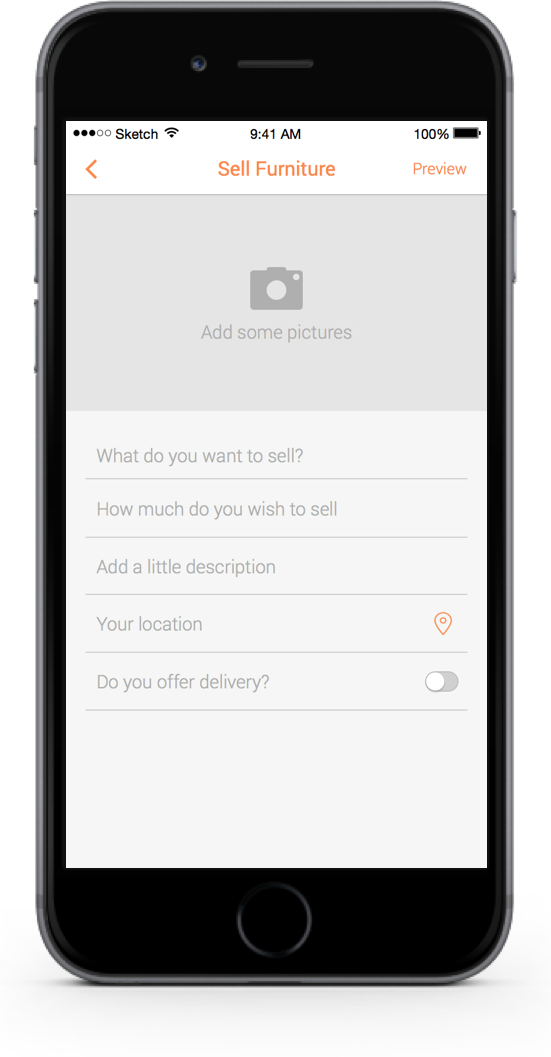 Sketch 9:41 AM 100%
Sell Furniture Preview
Add some pictures
What do you want to sell?
How much do you wish to sell
Add a little description
Your location
Do you offer delivery?